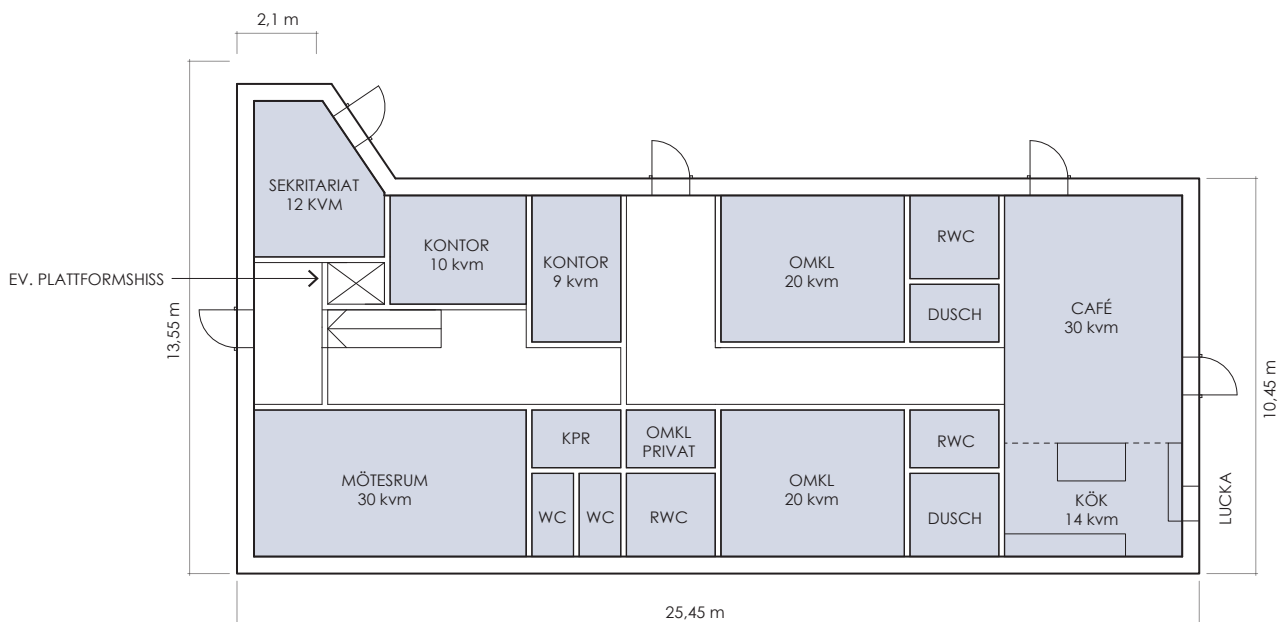 2,1 m
SEKRITARIAT
12 KVM
KONTOR
10 kvm
KONTOR
9 kvm
OMKL
20 kvm
RWC
DUSCH
CAFÉ
30 kvm
EV. PLATTFORMSHISS
13,55 m
10,45 m
MÖTESRUM
30 kvm
KPR
WC
WC
OMKL
PRIVAT
RWC
OMKL
20 kvm
RWC
DUSCH
KÖK
14 kvm
LUCKA
25,45 m